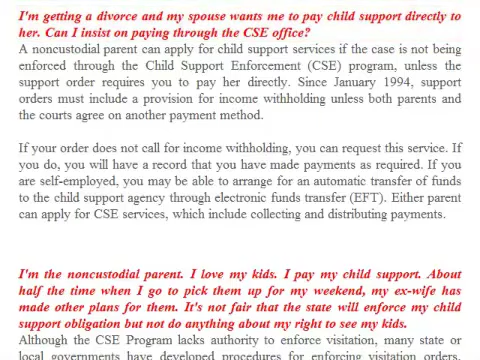 I'm getting a divorce and my spouse wants me to pay child support directly to
her. Can I insist on paying through the CSE office?
A noncustodial parent can apply for child support services if the case is not being
enforced through the Child Support Enforcement (CSE) program, unless the
support order requires you to pay her directly. Since January 1994, support
orders must include a provision for income withholding unless both parents and
the courts agree on another payment method.
If your order does not call for income withholding, you can request this service. If
you do, you will have a record that you have made payments as required. If you
are self-employed, you may be able to arrange for an automatic transfer of funds
to the child support agency through electronic funds transfer (EFT). Either parent
can apply for CSE services, which include collecting and distributing payments.
I'm the noncustodial parent. I love my kids. I pay my child support. About
half the time when I go to pick them up for my weekend, my ex-wife has
made other plans for them. It's not fair that the state will enforce my child
support obligation but not do anything about my right to see my kids.
Although the CSE Program lacks authority to enforce visitation, many state or
local governments have developed procedures for enforcing visitation orders.